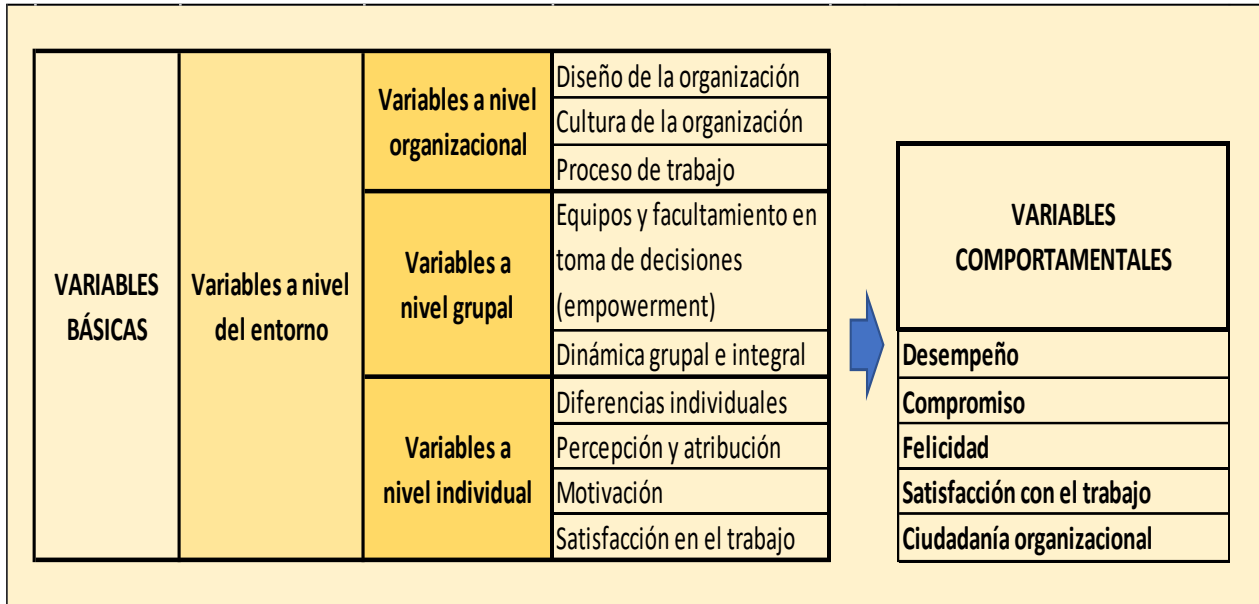 VARIABLES
BÁSICAS
Variables a nivel
del entorno
Variables a nivel
organizacional
Diseño de la organización
Cultura de la organización
Proceso de trabajo
Variables a
nivel grupal
Equipos y facultamiento en
toma de decisiones
(empowerment)
Dinámica grupal e integral
Variables a
nivel individual
Diferencias individuales
Percepción y atribución
Motivación
Satisfacción en el trabajo
VARIABLES
COMPORTAMENTALES
Desempeño
Compromiso
Felicidad
Satisfacción con el trabajo
Ciudadanía organizacional